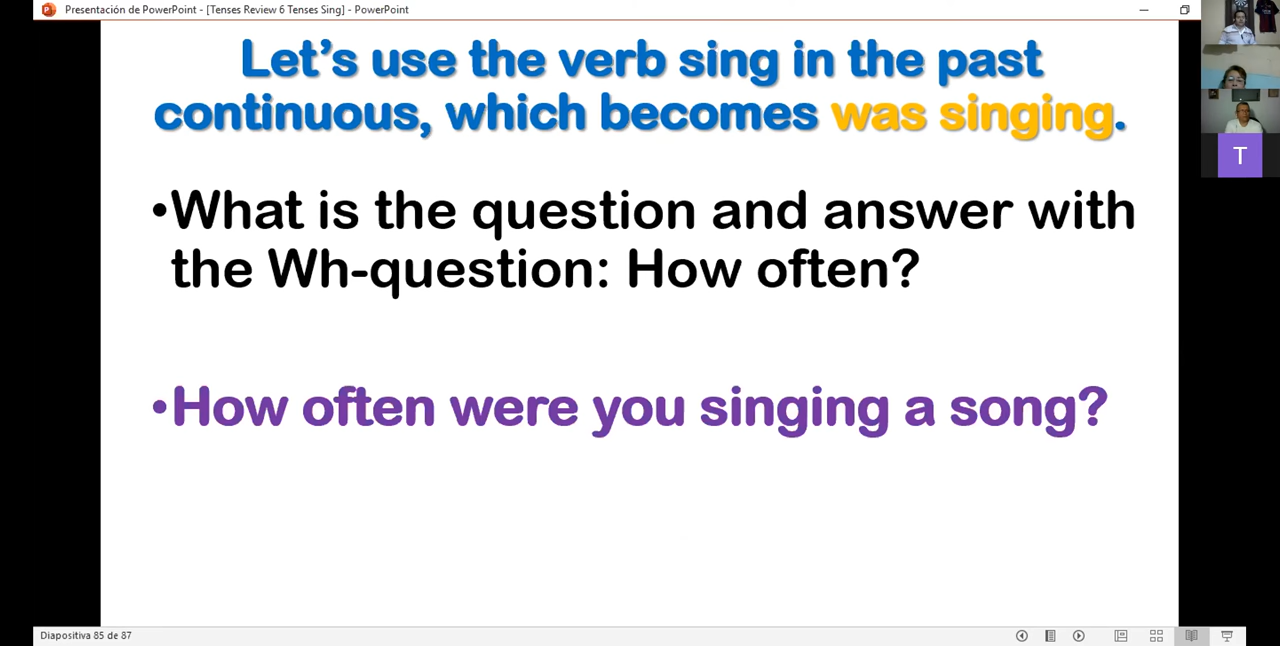 Presentación de PowerPoint - [Tenses Review 6 Tenses Sing] - PowerPoint
Let's use the verb sing in the past
continuous, which becomes was singing.
•What is the question and answer with
the Wh-question: How often?
•How often were you singing a song?
T
Diapositiva 85 de 87